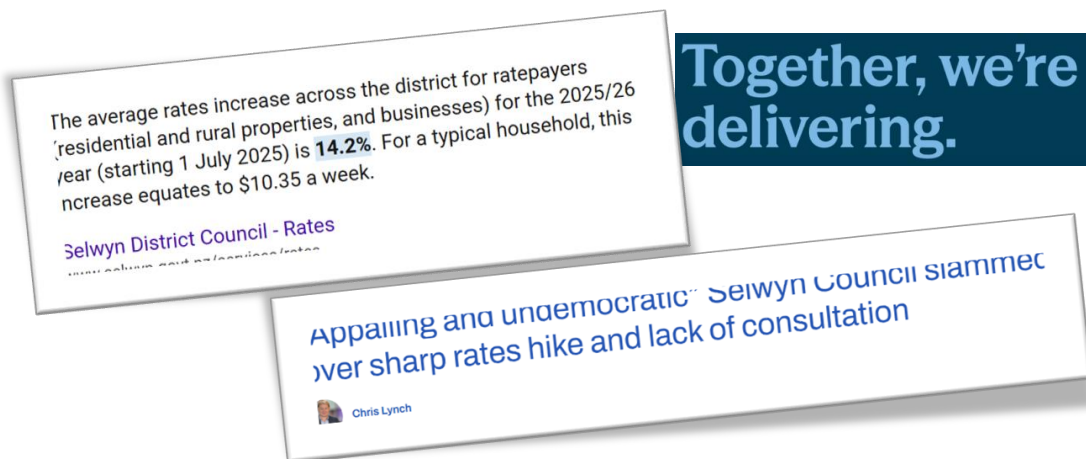 The average rates increase across the district for ratepayers
(residential and rural properties, and businesses) for the 2025/26
year (starting 1 July 2025) is 14.2%. For a typical household, this
ncrease equates to $10.35 a week.
Selwyn District Council - Rates
Together, we're
delivering.
Appalling and undemocratic" Selwyn Council slammed
over sharp rates hike and lack of consultation
Chris Lynch